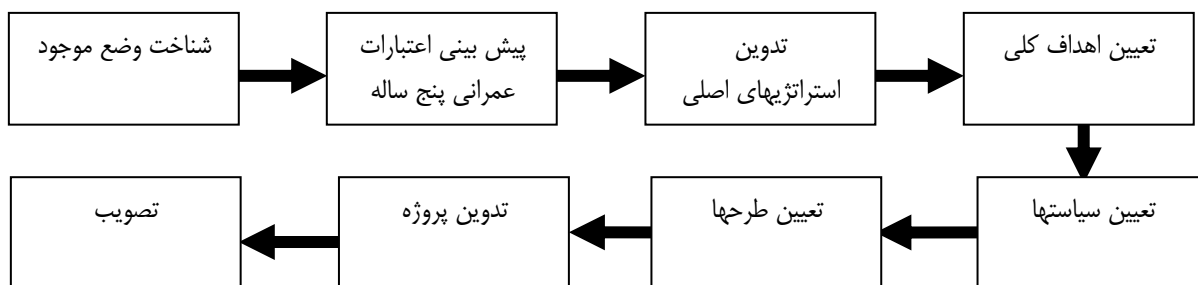 شناخت وضع موجود
پیش بینی اعتبارات
عمرانی پنج ساله
تدوین
استراتژیهای اصلی
تعیین اهداف کلی
تعیین سیاستها
تعیین طرحها
تدوین پروژه
تصویب